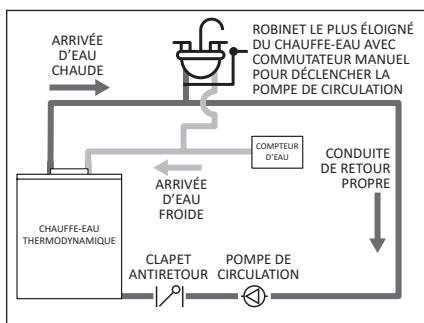 ARRIVÉE
D'EAU
CHAUDE
ROBINET LE PLUS ÉLOIGNÉ
DU CHAUFFE-EAU AVEC
COMMUTATEUR MANUEL
POUR DÉCLENCHER LA
POMPE DE CIRCULATION
COMPTEUR
D'EAU
CONDUITE
DE RETOUR
PROPRE
ARRIVÉE
D'EAU
FROIDE
CHAUFFE-EAU
THERMODYNAMIQUE
CLAPET
ANTIRETOUR
POMPE DE
CIRCULATION